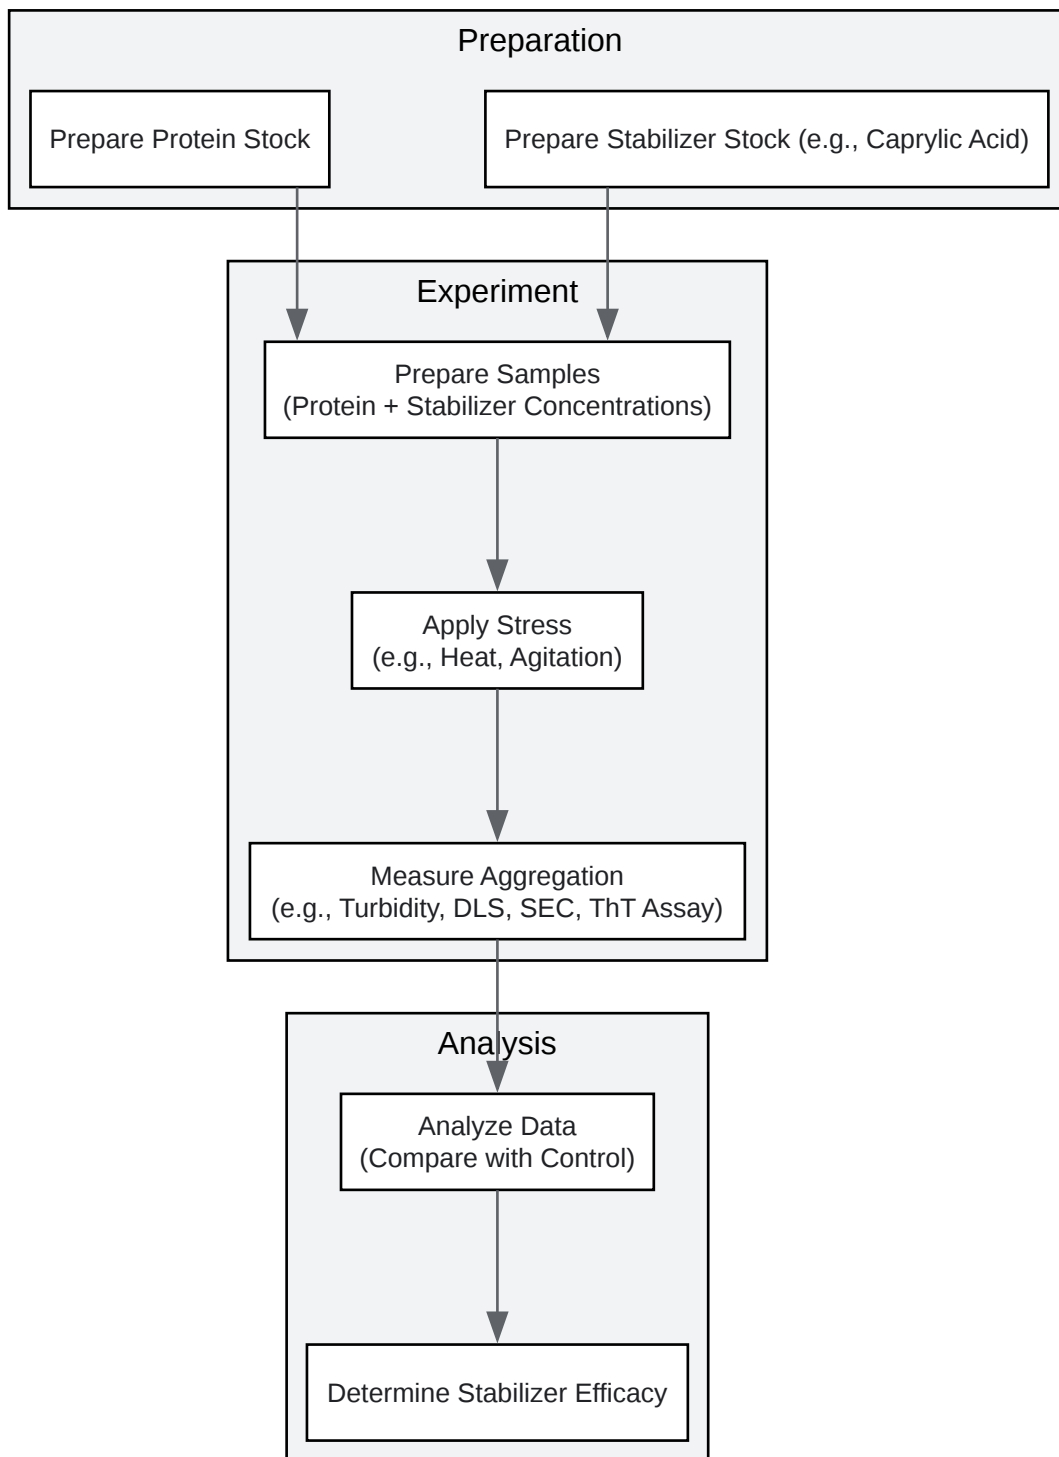 Preparation
Prepare Protein Stock
Prepare Stabilizer Stock (e.g., Caprylic Acid)
Experiment
Prepare Samples
(Protein + Stabilizer Concentrations)
Apply Stress
(e.g., Heat, Agitation)
Measure Aggregation
(e.g., Turbidity, DLS, SEC, ThT Assay)
Analysis
Analyze Data
(Compare with Control)
Determine Stabilizer Efficacy